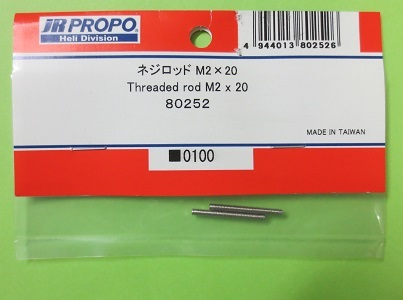 JR PROPO
Heli Division
4 944013 802526
ネジロッド M2×20
Threaded rod M2 x 20
80252
MADE IN TAIWAN
■0100